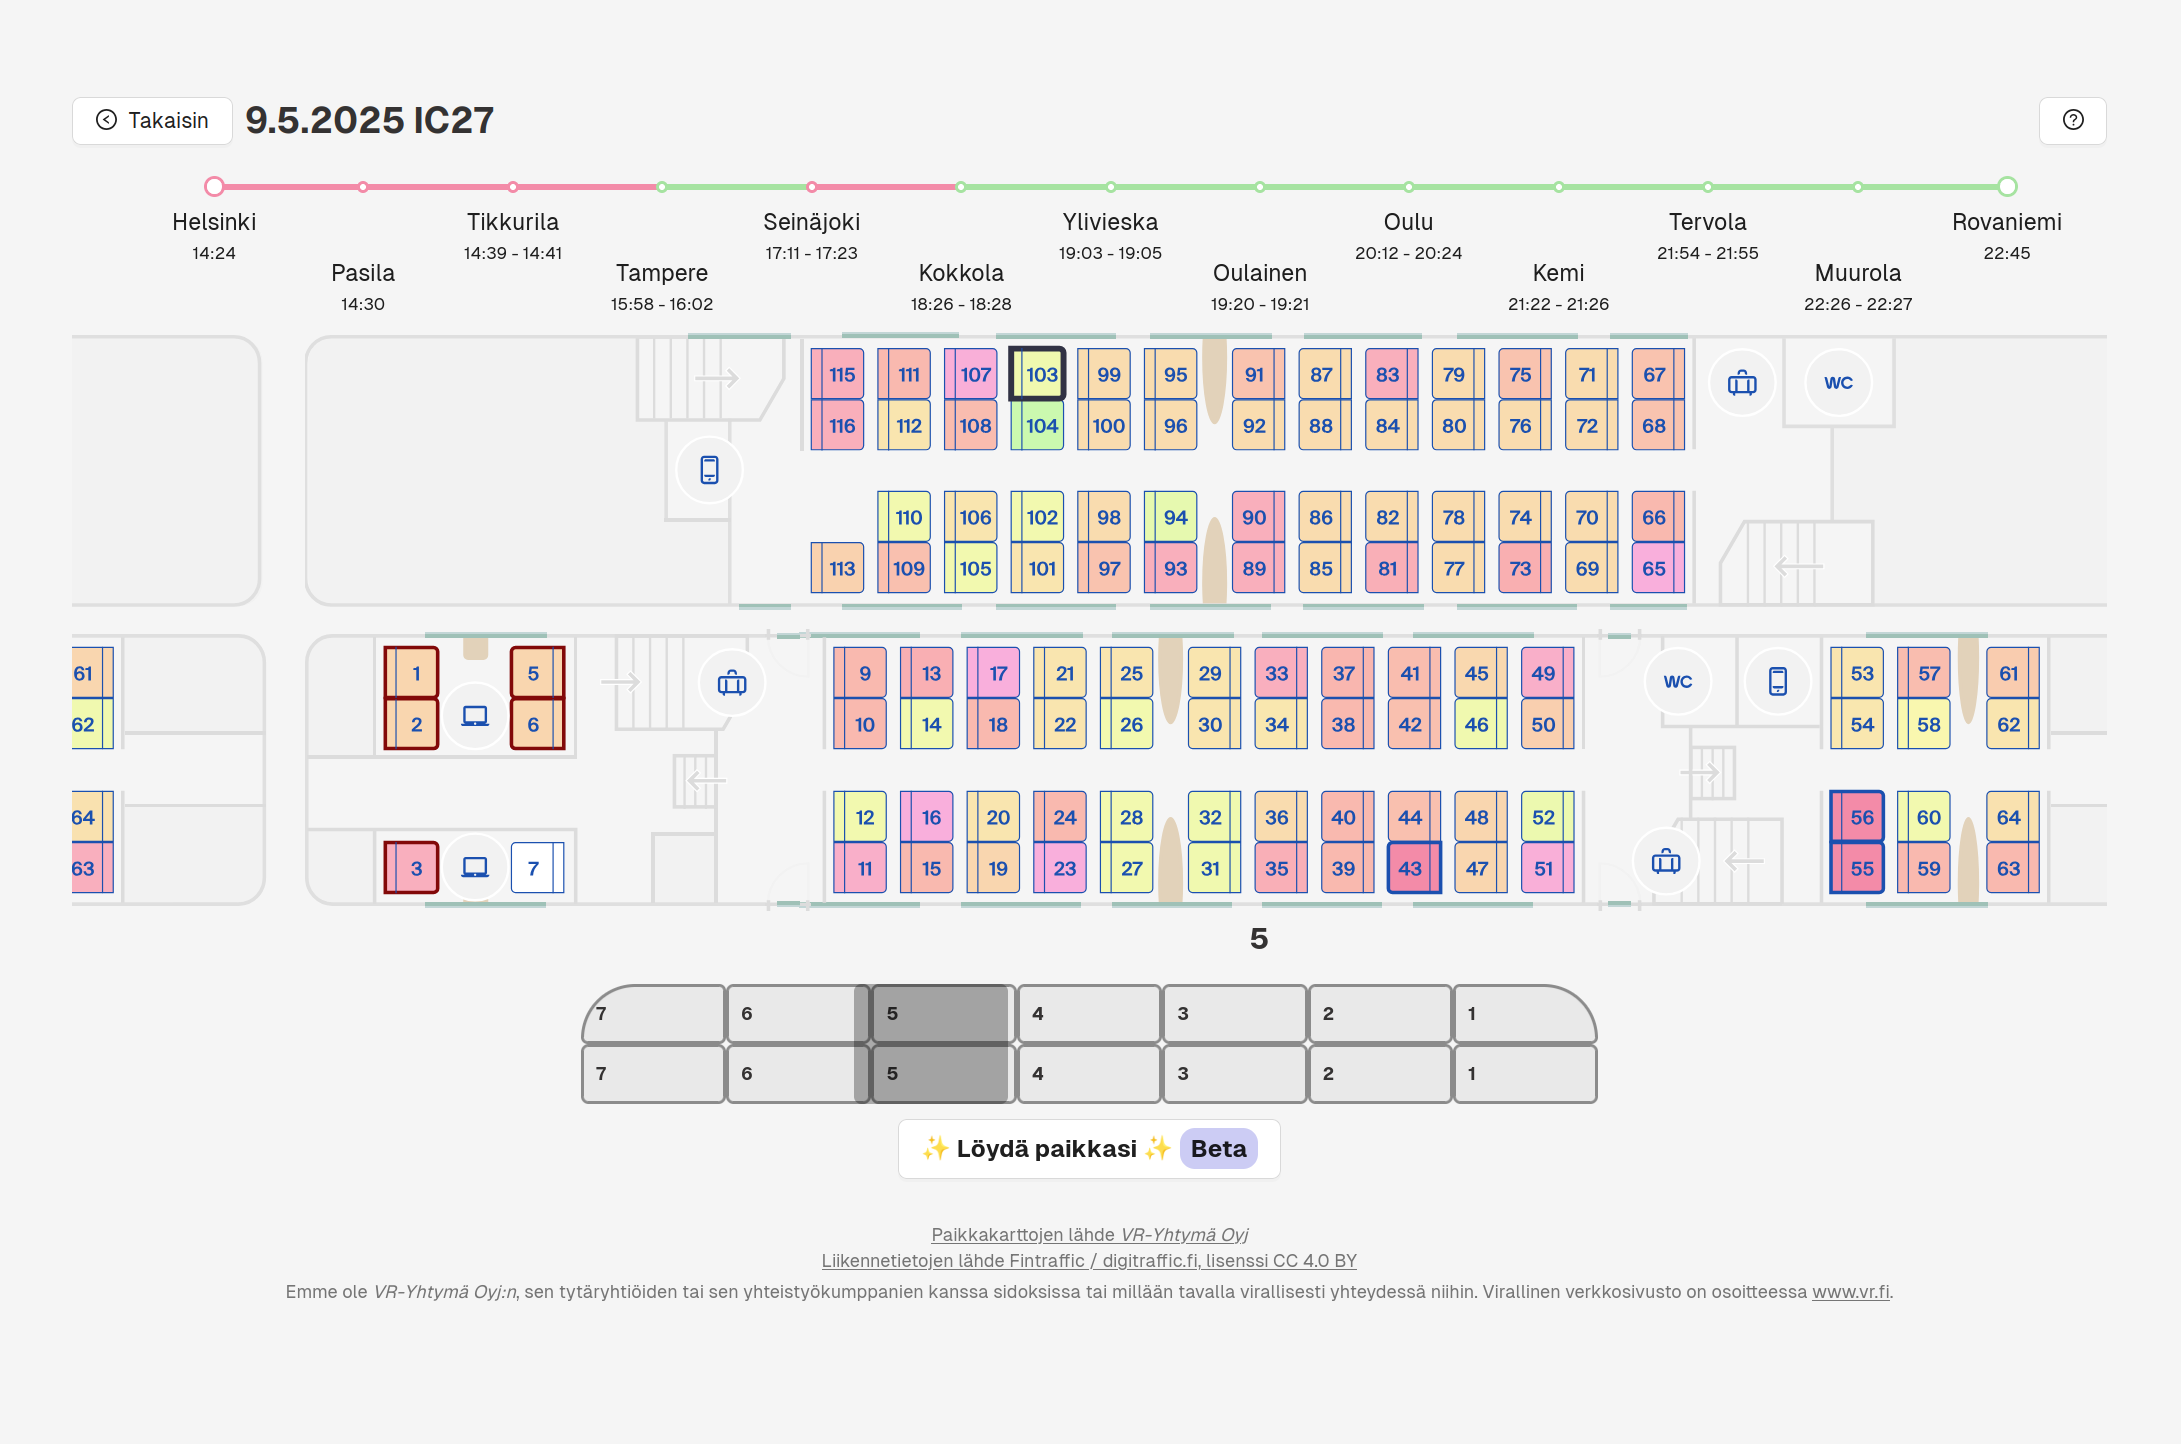 Takaisin 9.5.2025 IC27
Helsinki Tikkurila Seinäjoki Ylivieska Oulu Tervola Rovaniemi
14:24 14:39 - 14:41 17:11 - 17:23 19:03 - 19:05 20:12 - 20:24 21:54 - 21:55 22:45
Pasila Tampere Kokkola Oulainen Kemi Muurola
14:30 15:58 - 16:02 18:26 - 18:28 19:20 - 19:21 21:22 - 21:26 22:26 - 22:27
115 111 107 103 99 95 91 87 83 79 75 71 67 WC
116 112 108 104 100 96 92 88 84 80 76 72 68
110 106 102 98 94 90 86 82 78 74 70 66
113 109 105 101 97 93 89 85 81 77 73 69 65
61 1 5 9 13 17 21 25 29 33 37 41 45 49 WC 53 57 61
62 2 6 10 14 18 22 26 30 34 38 42 46 50 54 58 62
64 12 16 20 24 28 32 36 40 44 48 52 56 60 64
63 3 7 11 15 19 23 27 31 35 39 43 47 51 55 59 63
5
7 6 5 4 3 2 1
7 6 5 4 3 2 1
✨ Löydä paikkasi ✨ Beta
Paikkakarttojen lähde VR-Yhtymä Oyj
Liikennetietojen lähde Fintraffic / digitraffic.fi, lisenssi CC 4.0 BY
Emme ole VR-Yhtymä Oyj:n, sen tytäryhtiöiden tai sen yhteistyökumppanien kanssa sidoksissa tai millään tavalla virallisesti yhteydessä niihin. Virallinen verkkosivusto on osoitteessa www.vr.fi.